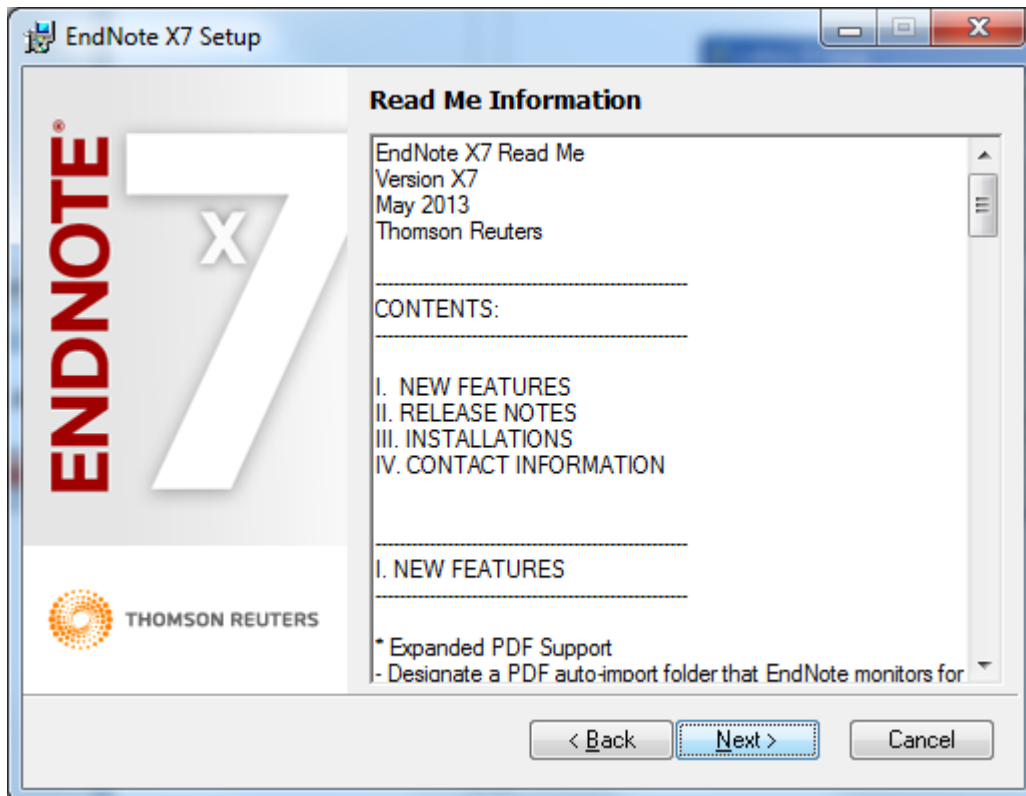 EndNote X7 Setup
ENDNOTE®
X7
THOMSON REUTERS
Read Me Information
EndNote X7 Read Me
Version X7
May 2013
Thomson Reuters
------------------------------------------------------------
CONTENTS:
------------------------------------------------------------
I.  NEW FEATURES
II. RELEASE NOTES
III. INSTALLATIONS
IV. CONTACT INFORMATION
------------------------------------------------------------
I. NEW FEATURES
------------------------------------------------------------
* Expanded PDF Support
- Designate a PDF auto-import folder that EndNote monitors for
< Back
Next >
Cancel